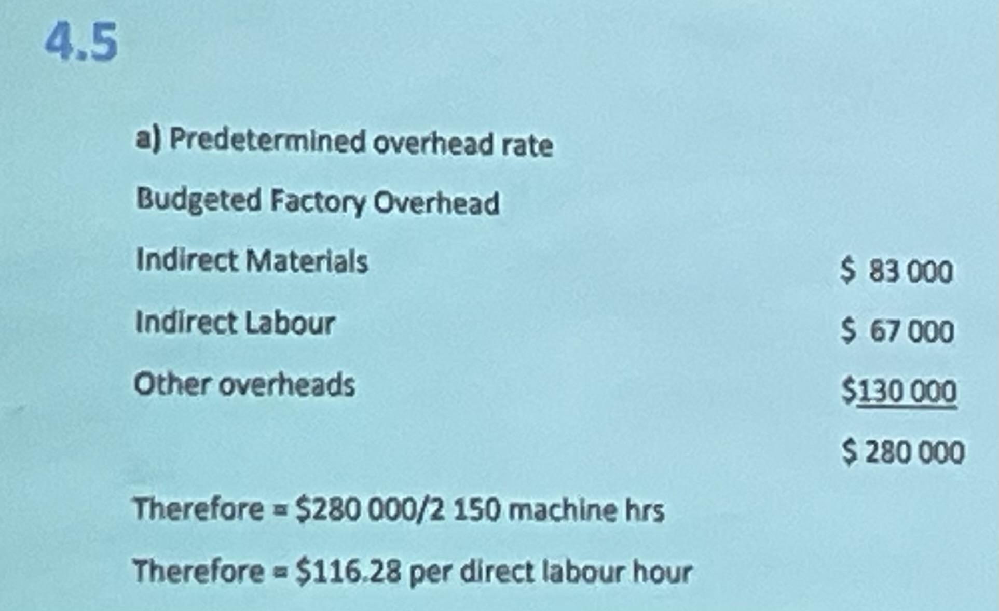 4.5
a) Predetermined overhead rate
Budgeted Factory Overhead
Indirect Materials $ 83 000
Indirect Labour $ 67 000
Other overheads $130 000
$ 280 000
Therefore = $280 000/2 150 machine hrs
Therefore = $116.28 per direct labour hour